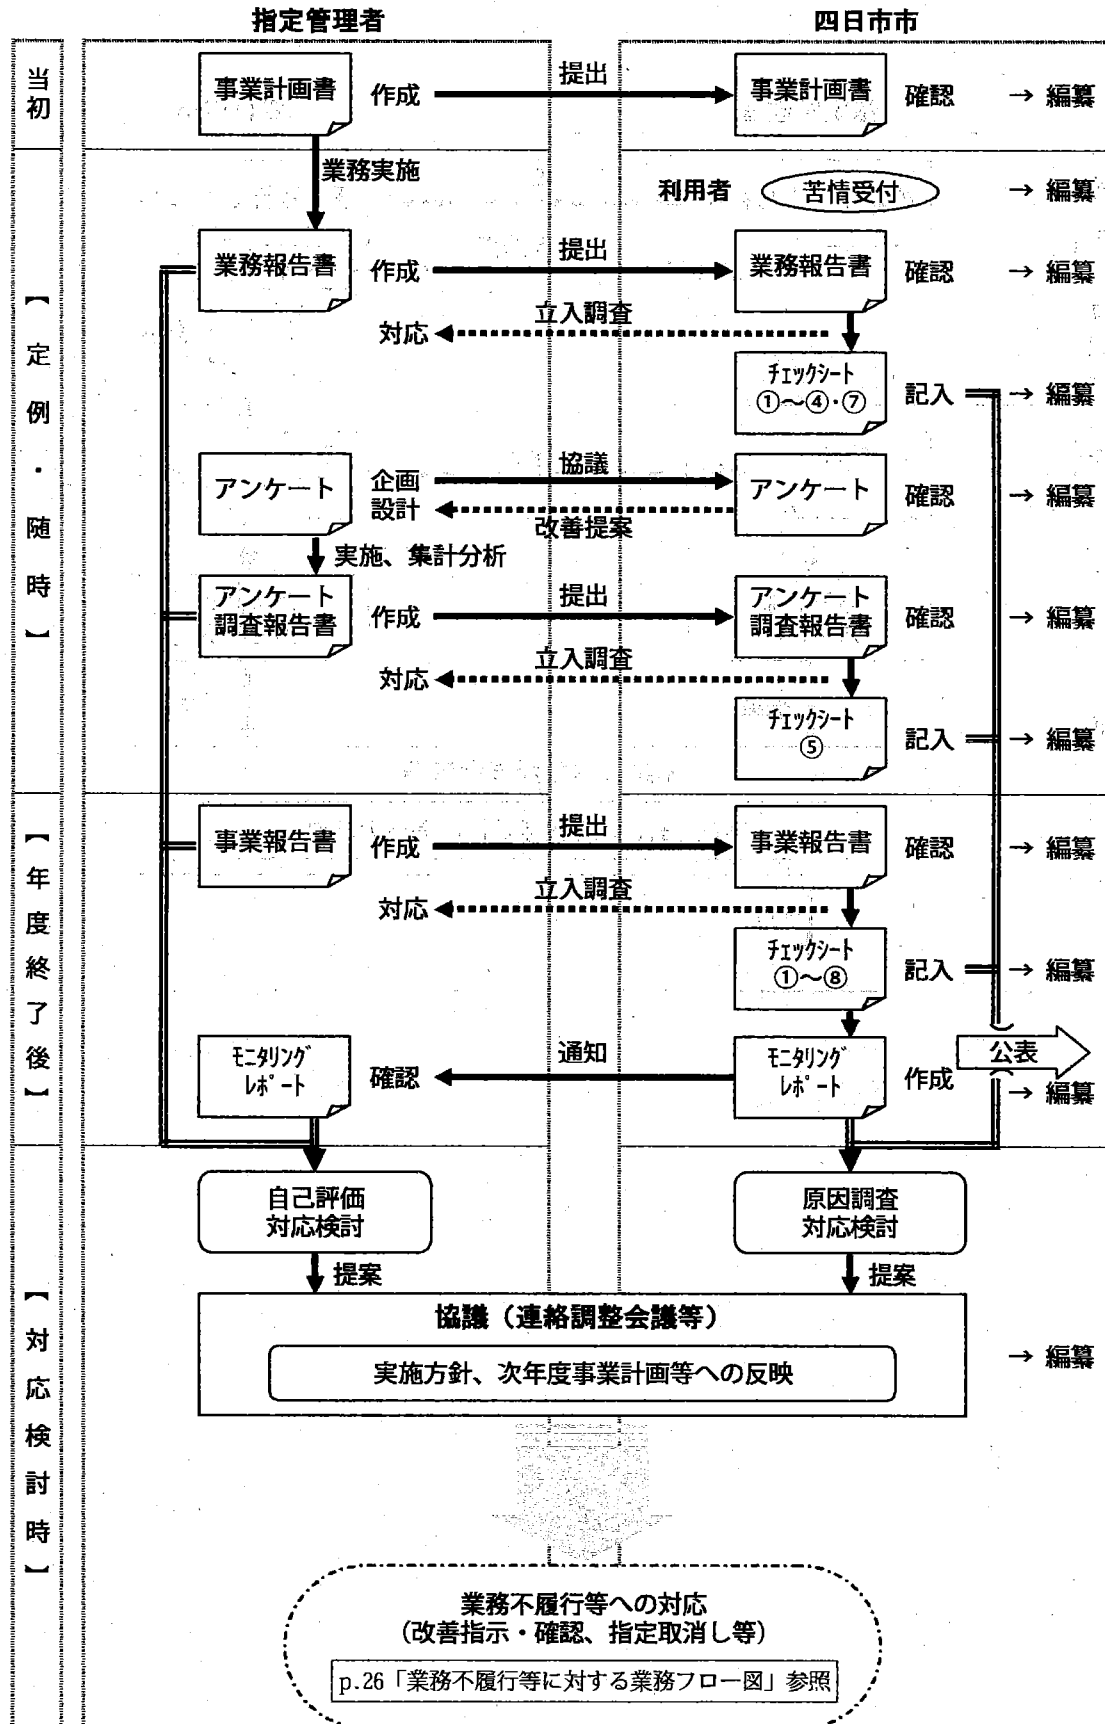 指定管理者
四日市市
当初
事業計画書
作成
提出
事業計画書
確認
→ 編纂
業務実施
利用者
苦情受付
→ 編纂
【定例・随時】
業務報告書
作成
提出
業務報告書
確認
→ 編纂
対応
立入調査
チェックシート
①～④・⑦
記入
→ 編纂
アンケート
企画
設計
協議
改善提案
アンケート
確認
→ 編纂
実施、集計分析
アンケート
調査報告書
作成
提出
アンケート
調査報告書
確認
→ 編纂
対応
立入調査
チェックシート
⑤
記入
→ 編纂
【年度終了後】
事業報告書
作成
提出
事業報告書
確認
→ 編纂
対応
立入調査
チェックシート
①～⑧
記入
→ 編纂
モニタリング
レポート
確認
通知
モニタリング
レポート
作成
公表
→ 編纂
【対応検討時】
自己評価
対応検討
原因調査
対応検討
提案
提案
協議（連絡調整会議等）
実施方針、次年度事業計画等への反映
→ 編纂
業務不履行等への対応
（改善指示・確認、指定取消し等）
p.26「業務不履行等に対する業務フロー図」参照